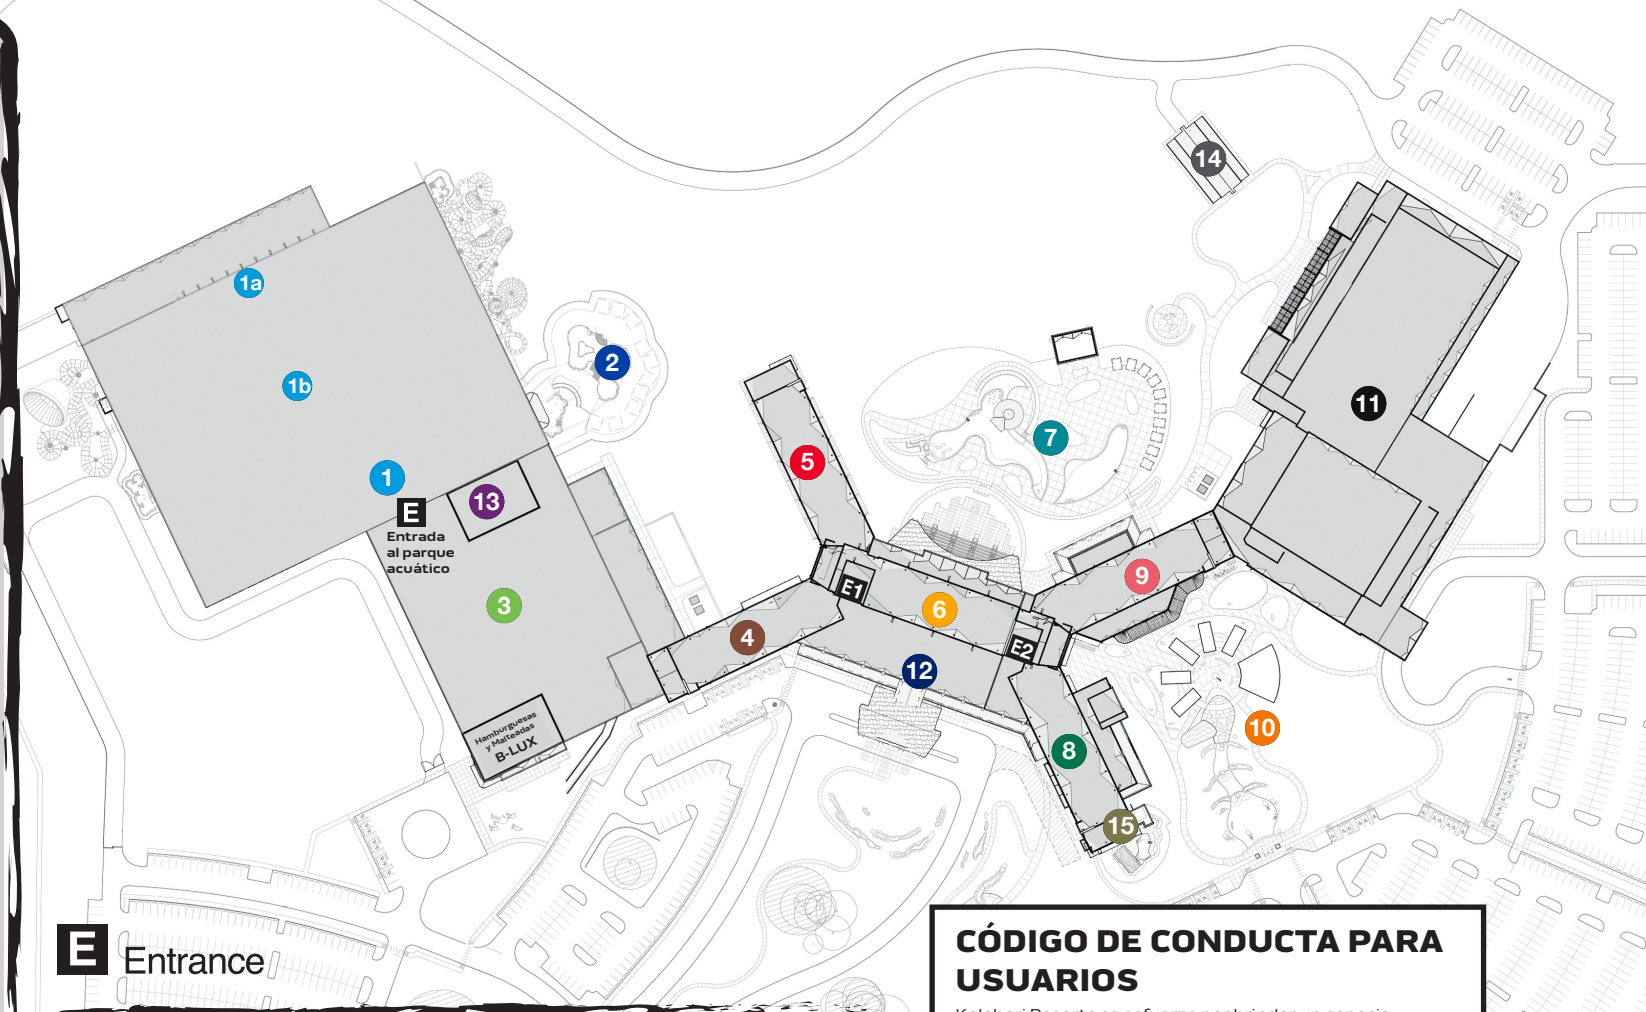 14
1a
1b
2
11
7
5
1
13
E
Entrada
al parque
acuático
9
E1
3
6
4
E2
12
Hamburguesas
y Malteadas
B-LUX
10
8
15
E Entrance
CÓDIGO DE CONDUCTA PARA
USUARIOS